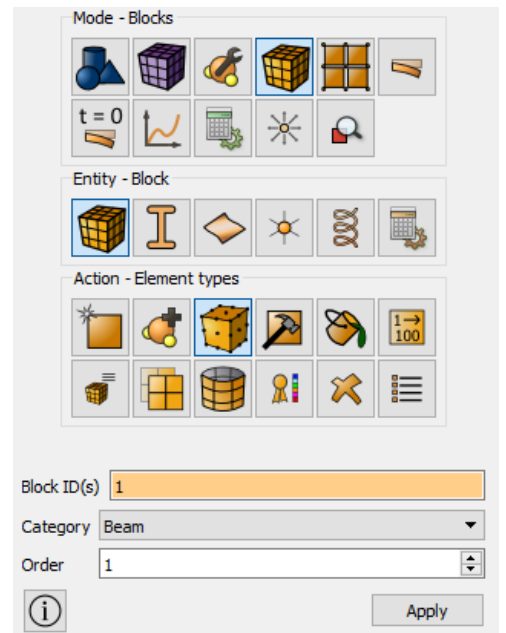 Mode - Blocks
t = 0
Entity - Block
Action - Element types
1→
100
Block ID(s) 1
Category Beam
Order 1
i Apply